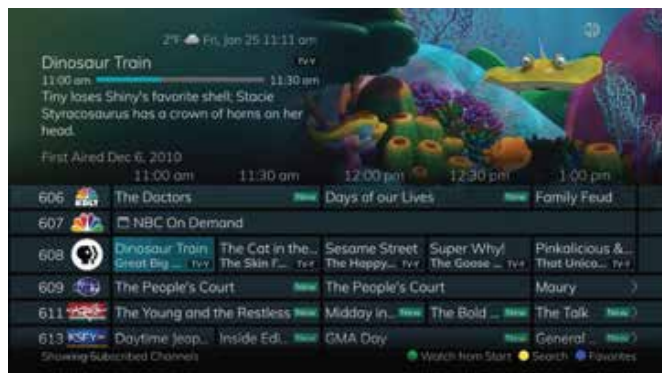 2°F Fri, Jan 25 11:11 am
Dinosaur Train TV-Y
11:00 am 11:30 am
Tiny loses Shiny's favorite shell; Stacie
Styracosaurus has a crown of horns on her
head.
First Aired Dec 6, 2010
11:00 am 11:30 am 12:00 pm 12:30 pm 1:00 pm
606 The Doctors New Days of our Lives New Family Feud
607 NBC On Demand
608 Dinosaur Train The Cat in the... Sesame Street Super Why! Pinkalicious &...
Great Big ... TV-Y The Skin I'... TV-Y The Happy... TV-Y The Goose ... TV-Y That Unico... TV-Y
609 The People's Court New The People's Court Maury
611 The Young and the Restless New Midday in... New The Bold ... New The Talk New
613 KSFY Daytime Jeop... Inside Edi... New GMA Day General ... New
Showing Subscribed Channels Watch from Start Search Favorites